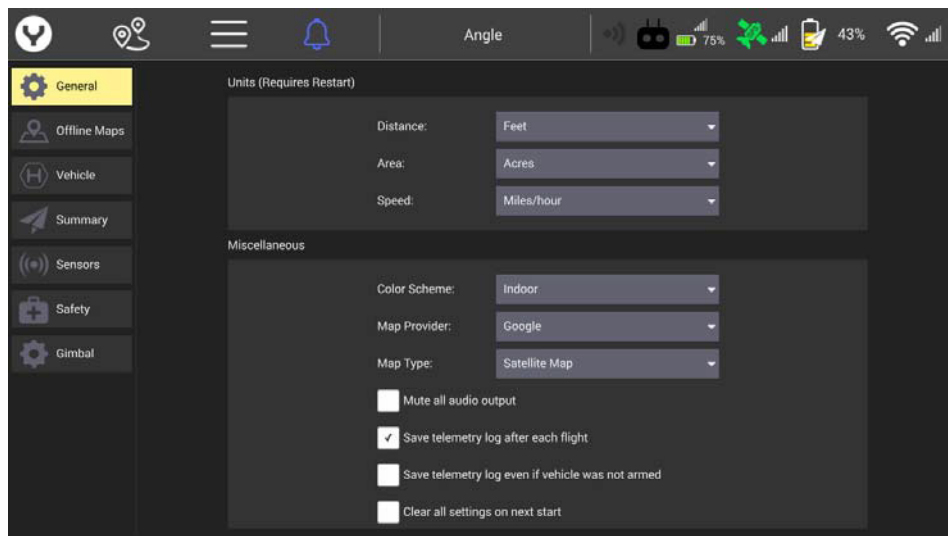 Angle
75%
43%
General
Offline Maps
Vehicle
Summary
Sensors
Safety
Gimbal
Units (Requires Restart)
Distance: Feet
Area: Acres
Speed: Miles/hour
Miscellaneous
Color Scheme: Indoor
Map Provider: Google
Map Type: Satellite Map
Mute all audio output
Save telemetry log after each flight
Save telemetry log even if vehicle was not armed
Clear all settings on next start